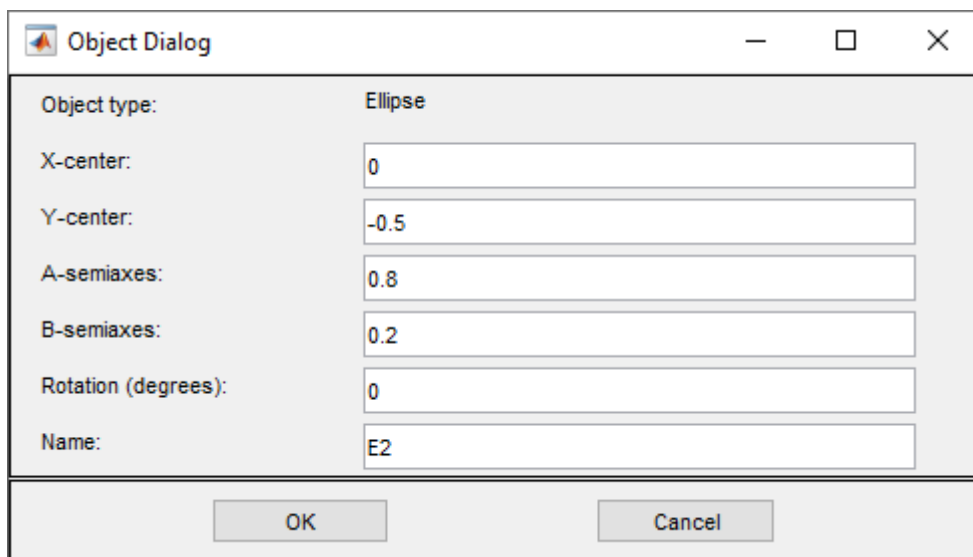 Object Dialog
Object type: Ellipse
X-center: 0
Y-center: -0.5
A-semiaxes: 0.8
B-semiaxes: 0.2
Rotation (degrees): 0
Name: E2
OK Cancel